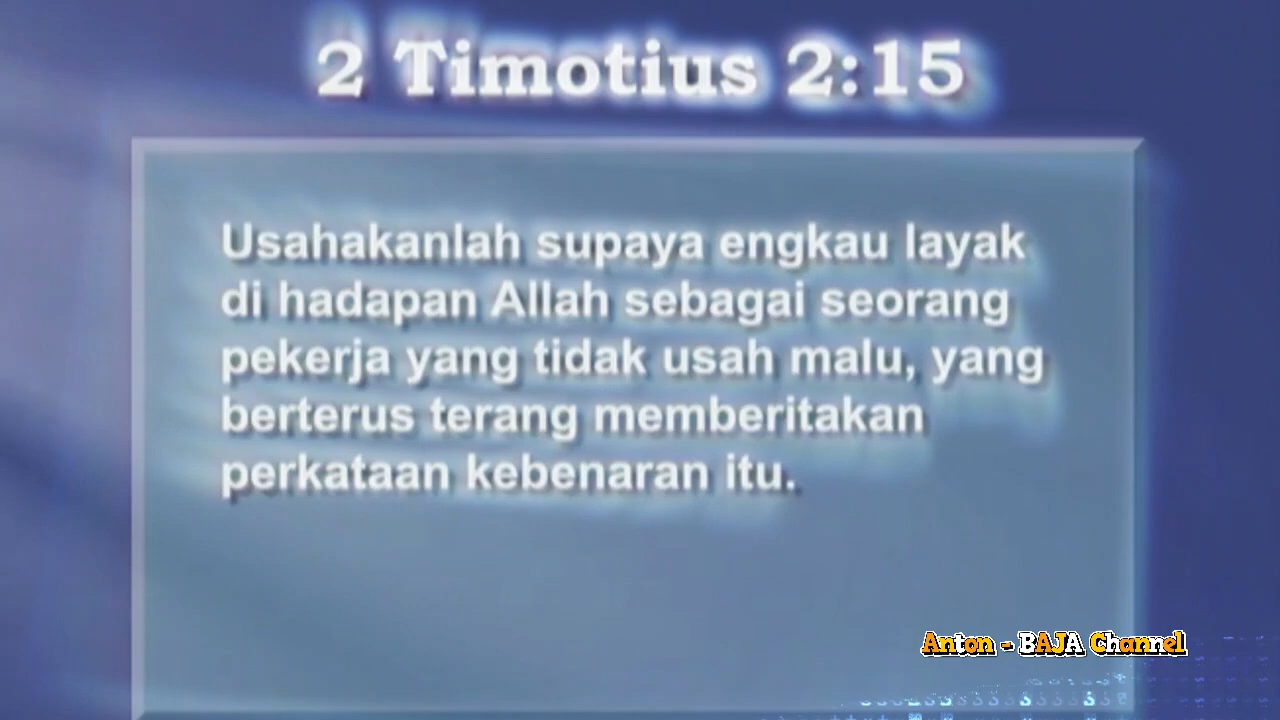 2 Timotius 2:15
Usahakanlah supaya engkau layak
di hadapan Allah sebagai seorang
pekerja yang tidak usah malu, yang
berterus terang memberitakan
perkataan kebenaran itu.
Anton - BAJA Channel